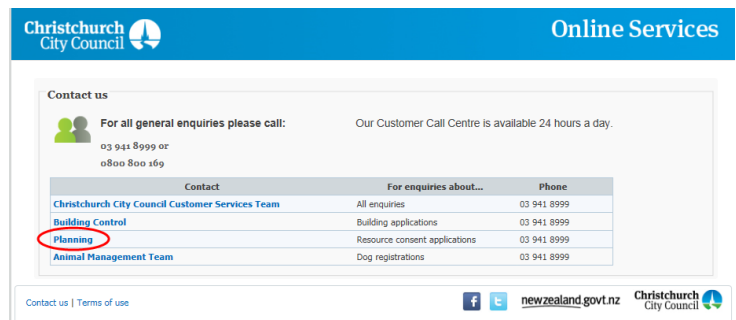 Christchurch
City Council
Online Services
Contact us
For all general enquiries please call:
Our Customer Call Centre is available 24 hours a day.
03 941 8999 or
0800 800 169
Contact For enquiries about... Phone
Christchurch City Council Customer Services Team All enquiries 03 941 8999
Building Control Building applications 03 941 8999
Planning Resource consent applications 03 941 8999
Animal Management Team Dog registrations 03 941 8999
Contact us | Terms of use
f t newzealand.govt.nz
Christchurch
City Council